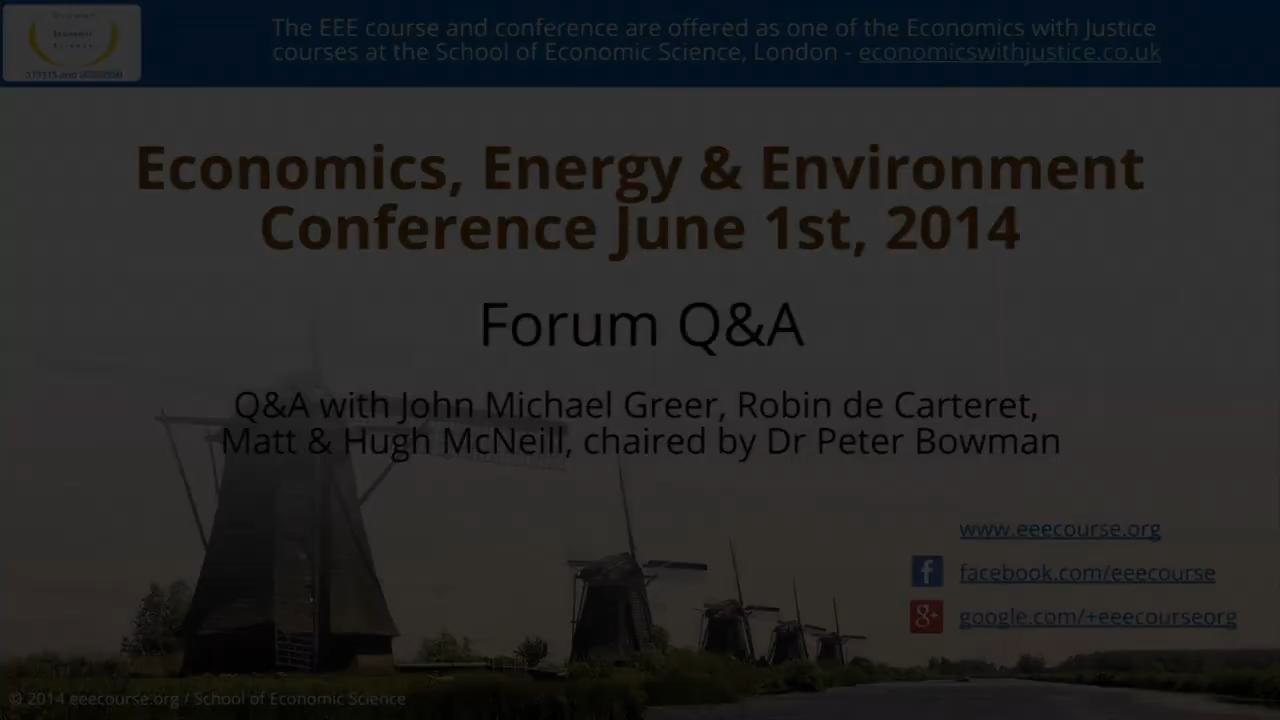 Economic
Science
The EEE course and conference are offered as one of the Economics with Justice
courses at the School of Economic Science, London - economicswithjustice.co.uk
Economics, Energy & Environment
Conference June 1st, 2014
Forum Q&A
Q&A with John Michael Greer, Robin de Carteret,
Matt & Hugh McNeill, chaired by Dr Peter Bowman
www.eeecourse.org
facebook.com/eeecourse
google.com/+eeecourseorg
© 2014 eeecourse.org / School of Economic Science